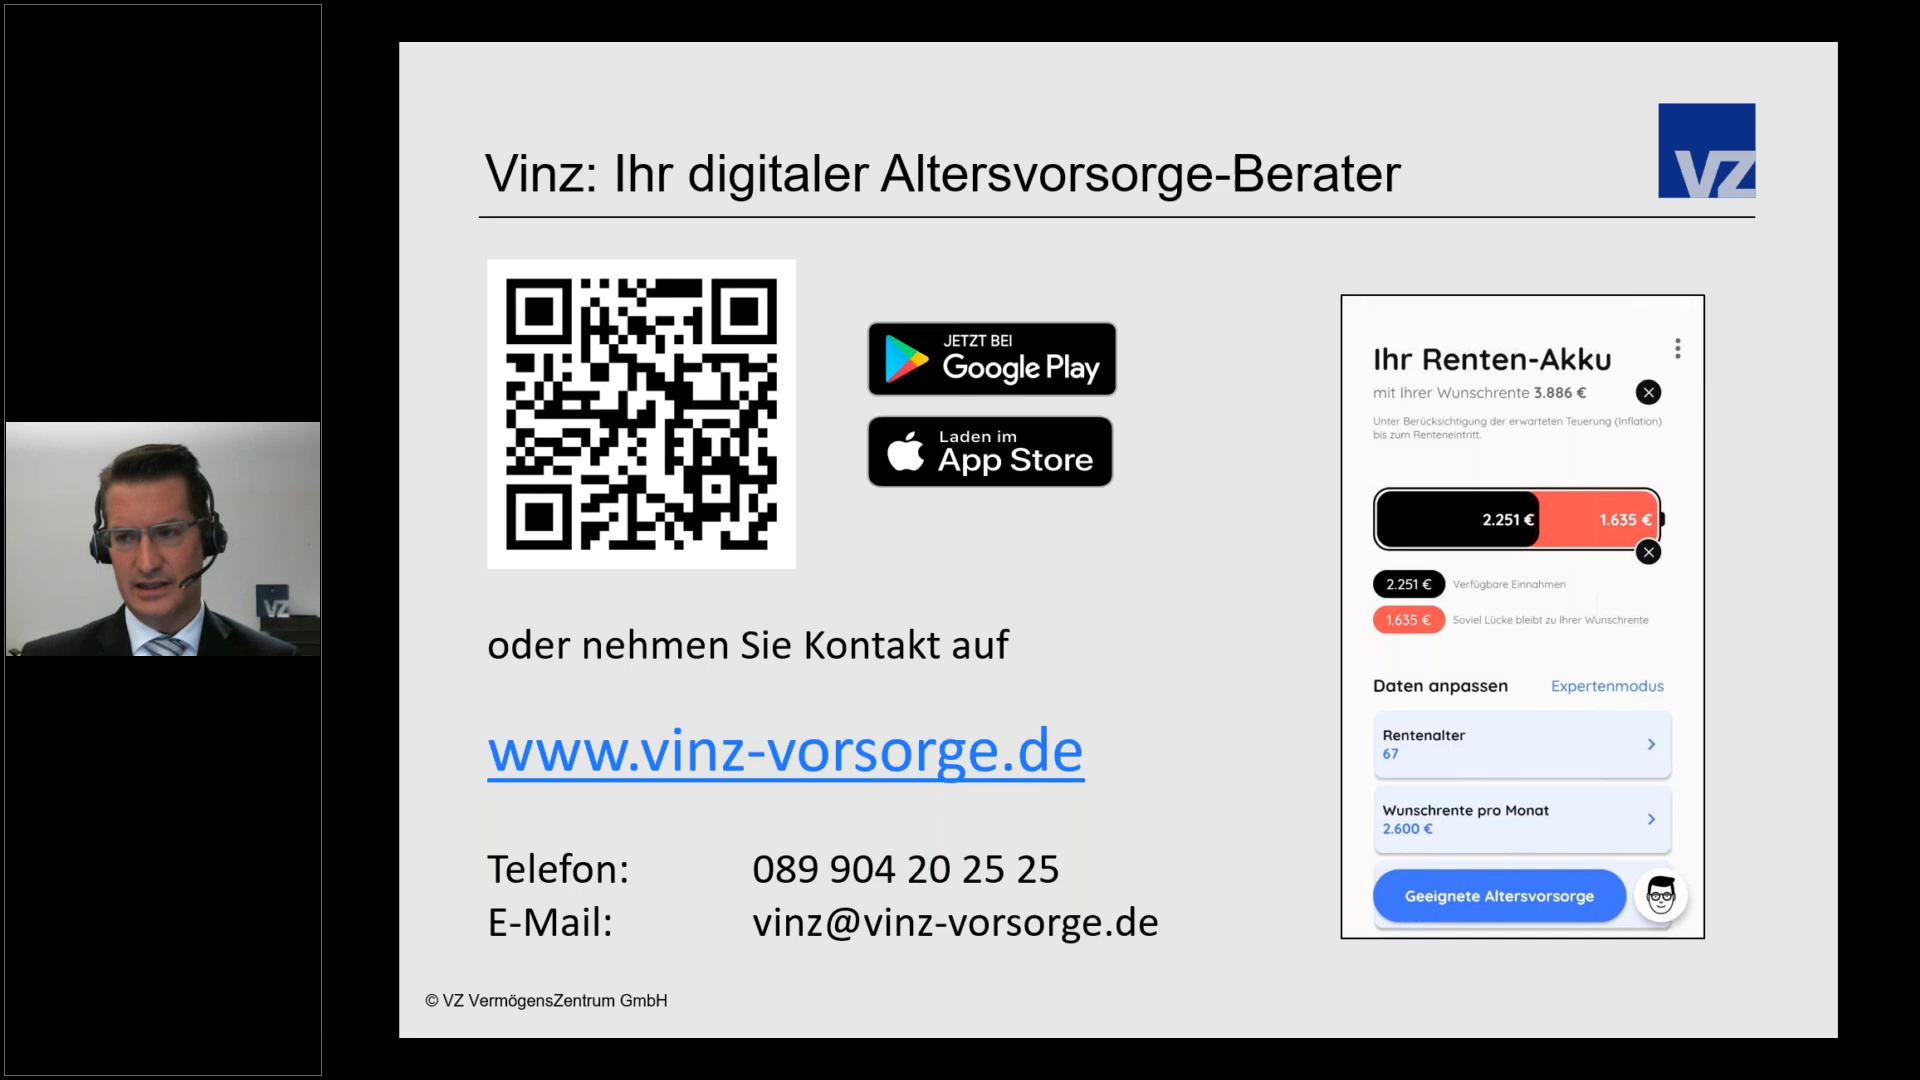 Vinz: Ihr digitaler Altersvorsorge-Berater
VZ
JETZT BEI
Google Play
Laden im
App Store
oder nehmen Sie Kontakt auf
www.vinz-vorsorge.de
Telefon: 089 904 20 25 25
E-Mail: vinz@vinz-vorsorge.de
© VZ VermögensZentrum GmbH
Ihr Renten-Akku
mit Ihrer Wunschrente 3.886 €
Unter Berücksichtigung der erwarteten Teuerung (Inflation)
bis zum Renteneintritt.
2.251 € 1.635 €
2.251 € Verfügbare Einnahmen
1.635 € Soviel Lücke bleibt zu Ihrer Wunschrente
Daten anpassen Expertenmodus
Rentenalter
67
Wunschrente pro Monat
2.600 €
Geeignete Altersvorsorge
VZ